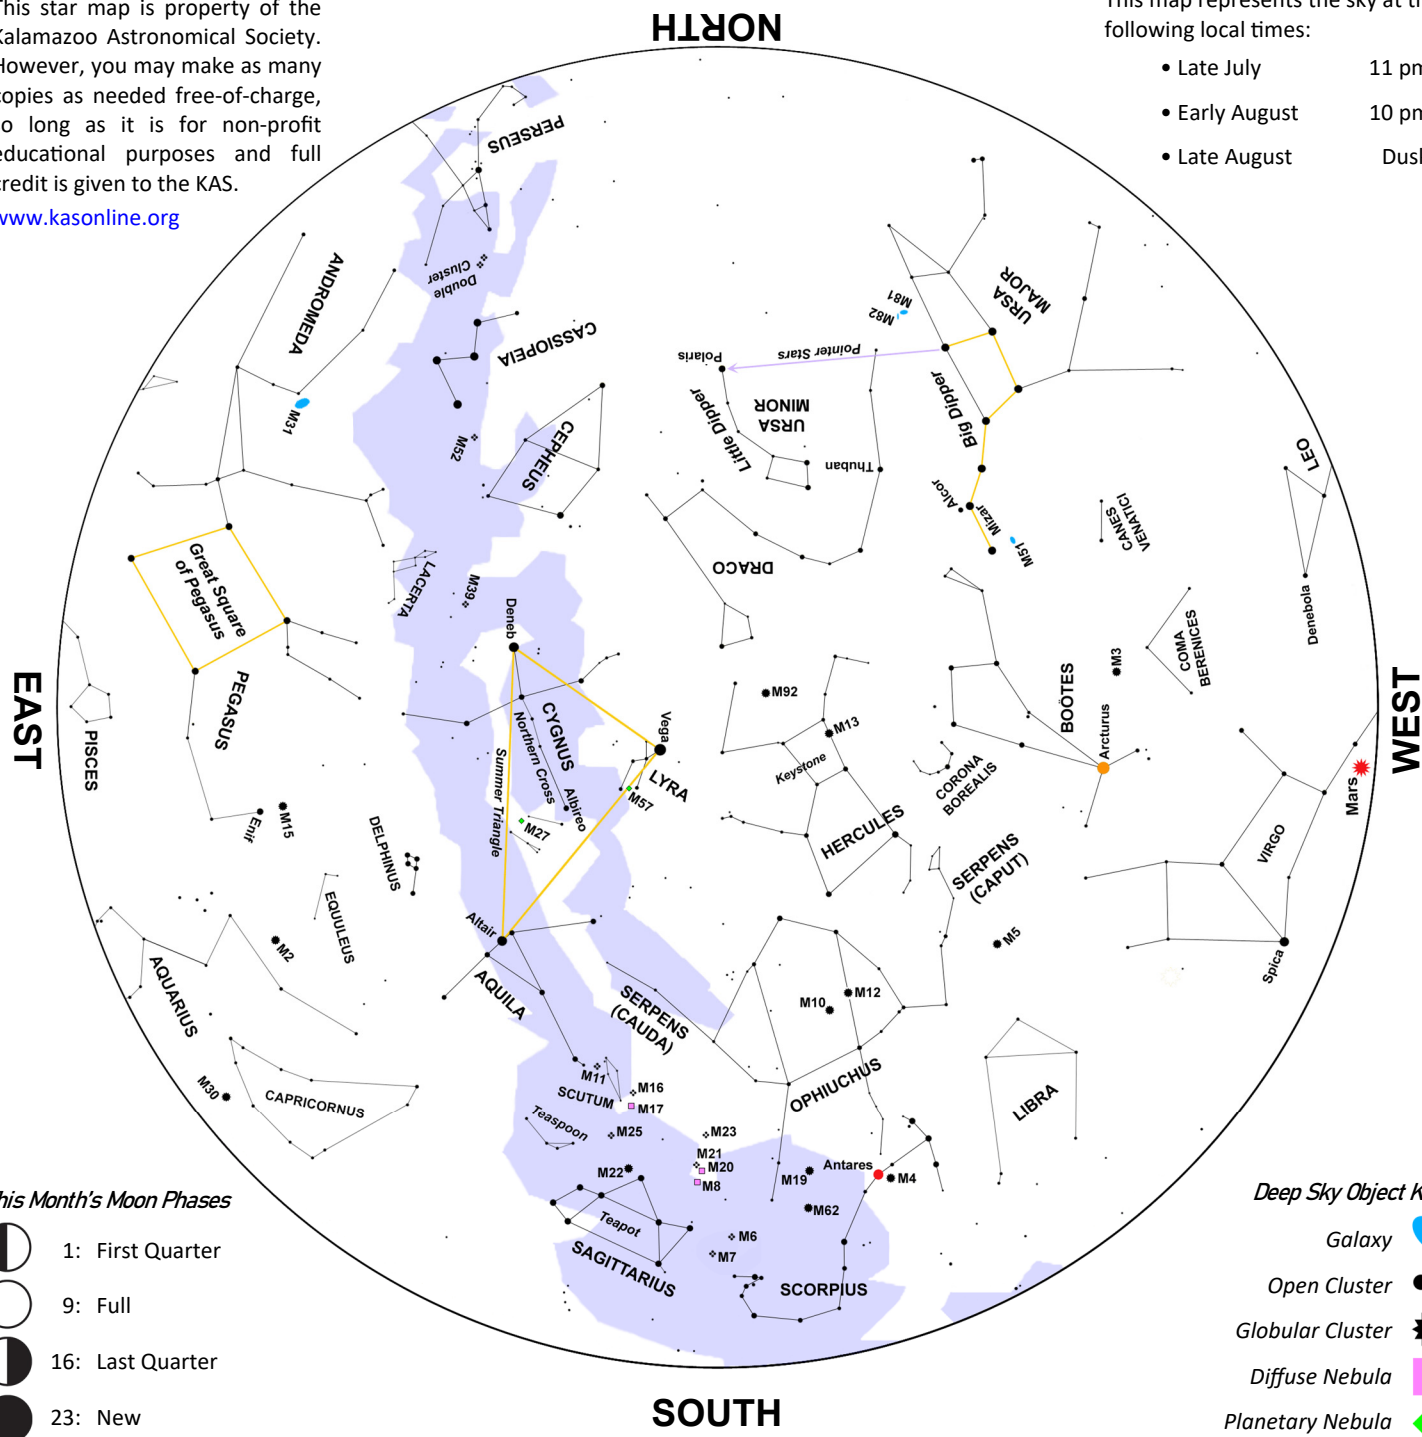 This star map is property of the
Kalamazoo Astronomical Society.
However, you may make as many
copies as needed free-of-charge,
so long as it is for non-profit
educational purposes and full
credit is given to the KAS.
www.kasonline.org
This map represents the sky at the
following local times:
• Late July 11 pm
• Early August 10 pm
• Late August Dusk
NORTH
PERSEUS
Double
Cluster
ANDROMEDA
CASSIOPEIA
M31
M52
CEPHEUS
Polaris
Pointer Stars
Little Dipper
URSA
MINOR
Thuban
M81
M82
URSA
MAJOR
Big Dipper
Alcor
Mizar
M51
CANES
VENATICI
LEO
Denebola
Great Square
of Pegasus
LACERTA
M39
DRACO
Deneb
EAST
PISCES
PEGASUS
CYGNUS
Northern Cross
Summer Triangle
Albireo
Vega
LYRA
M57
M27
M92
M13
Keystone
HERCULES
CORONA
BOREALIS
BOÖTES
Arcturus
M3
COMA
BERENICES
WEST
Mars
VIRGO
Spica
Enif
M15
DELPHINUS
EQUULEUS
M2
AQUARIUS
Altair
AQUILA
SERPENS
(CAUDA)
SERPENS
(CAPUT)
M5
M10
M12
OPHIUCHUS
LIBRA
M30
CAPRICORNUS
M11
SCUTUM
M16
M17
Teaspoon
M25
M23
M21
M20
M8
M22
Teapot
SAGITTARIUS
M6
M7
M19
M62
Antares
M4
SCORPIUS
SOUTH
This Month's Moon Phases
1: First Quarter
9: Full
16: Last Quarter
23: New
Deep Sky Object K
Galaxy
Open Cluster
Globular Cluster
Diffuse Nebula
Planetary Nebula